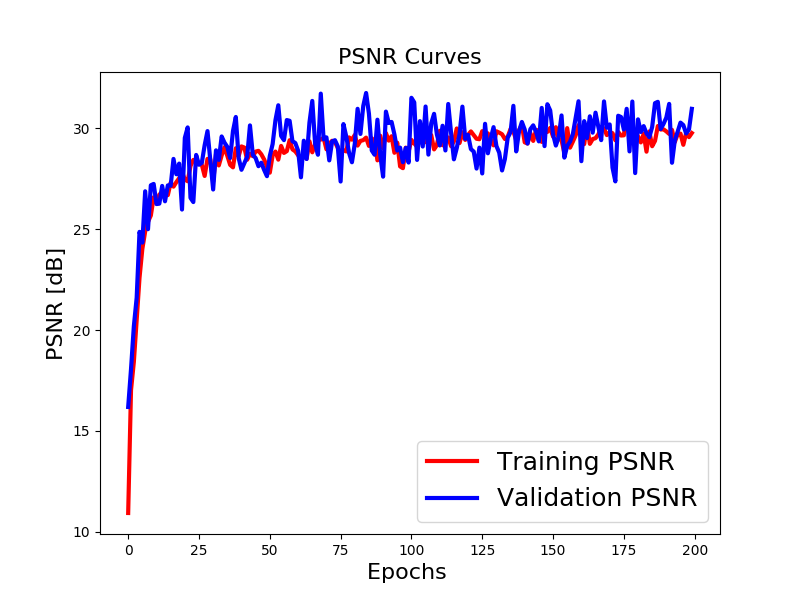 PSNR Curves
PSNR [dB]
30
25
20
15
10
0 25 50 75 100 125 150 175 200
Epochs
Training PSNR
Validation PSNR